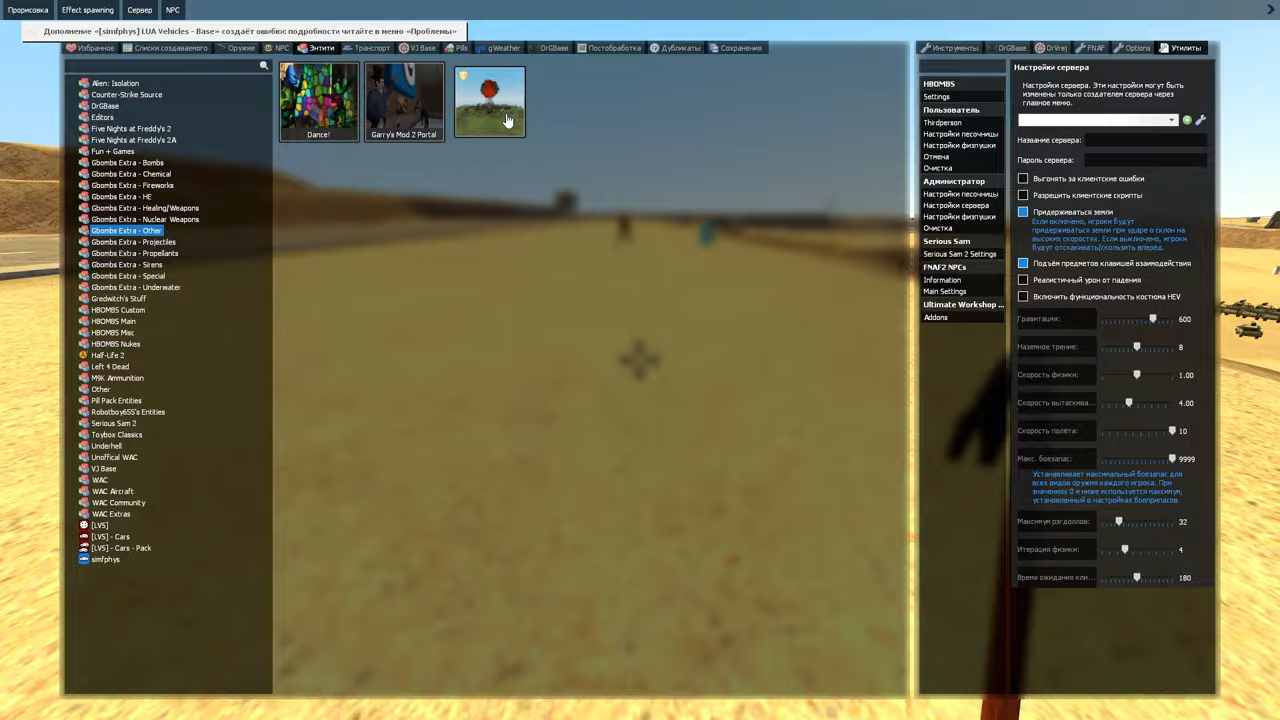 Прорисовка
Effect spawning
Сервер
NPC
Дополнение «[simfphys] LUA Vehicles - Base» создаёт ошибки: подробности читайте в меню «Проблемы»
Избранное
Списки создаваемого
Оружие
NPC
Энтити
Транспорт
VJ Base
Pills
gWeather
DrGBase
Постобработка
Дубликаты
Сохранения
Alien: Isolation
Counter-Strike Source
DrGBase
Editors
Five Nights at Freddy's 2
Five Nights at Freddy's 2A
Fun + Games
Gbombs Extra - Bombs
Gbombs Extra - Chemical
Gbombs Extra - Fireworks
Gbombs Extra - HE
Gbombs Extra - Healing/Weapons
Gbombs Extra - Nuclear Weapons
Gbombs Extra - Other
Gbombs Extra - Projectiles
Gbombs Extra - Propellants
Gbombs Extra - Sirens
Gbombs Extra - Special
Gbombs Extra - Underwater
Gredwitch's Stuff
HBOMBS Custom
HBOMBS Main
HBOMBS Misc
HBOMBS Nukes
Half-Life 2
Left 4 Dead
M9K Ammunition
Other
Pill Pack Entities
Robotboy655's Entities
Serious Sam 2
Toybox Classics
Underhell
Unoffical WAC
VJ Base
WAC
WAC Aircraft
WAC Community
WAC Extras
[LVS]
[LVS] - Cars
[LVS] - Cars - Pack
simfphys
Dance!
Garry's Mod 2 Portal
Инструменты
DrGBase
DrVrej
FNAF
Options
Утилиты
HBOMBS
Settings
Пользователь
Thirdperson
Настройки песочницы
Настройки физпушки
Отмена
Очистка
Администратор
Настройки песочницы
Настройки сервера
Настройки физпушки
Очистка
Serious Sam
Serious Sam 2 Settings
FNAF2 NPCs
Information
Main Settings
Ultimate Workshop ...
Addons
Настройки сервера
Настройки сервера. Эти настройки могут быть
изменены только создателем сервера через
главное меню.
Название сервера:
Пароль сервера:
Выгонять за клиентские ошибки
Разрешить клиентские скрипты
Придерживаться земли
Если включено, игроки будут
придерживаться земли при ударе о склон на
высоких скоростях. Если выключено, игроки
будут отскакивать/скользить вперёд.
Подъём предметов клавишей взаимодействия
Реалистичный урон от падения
Включить функциональность костюма HEV
Гравитация: 600
Наземное трение: 8
Скорость физики: 1.00
Скорость вытаскива... 4.00
Скорость полёта: 10
Макс. боезапас: 9999
Устанавливает максимальный боезапас для
всех видов оружия каждого игрока. При
значениях 0 и ниже используется максимум,
установленный в настройках боеприпасов.
Максимум рэгдоллов: 32
Итерация физики: 4
Время ожидания кли... 180